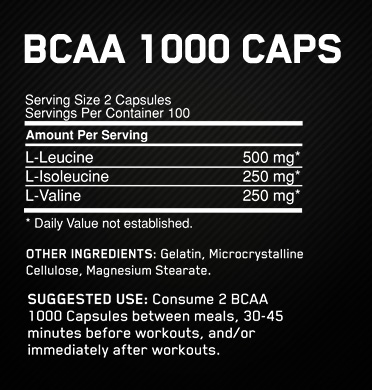 BCAA 1000 CAPS
Serving Size 2 Capsules
Servings Per Container 100
Amount Per Serving
L-Leucine 500 mg*
L-Isoleucine 250 mg*
L-Valine 250 mg*
* Daily Value not established.
OTHER INGREDIENTS: Gelatin, Microcrystalline
Cellulose, Magnesium Stearate.
SUGGESTED USE: Consume 2 BCAA
1000 Capsules between meals, 30-45
minutes before workouts, and/or
immediately after workouts.